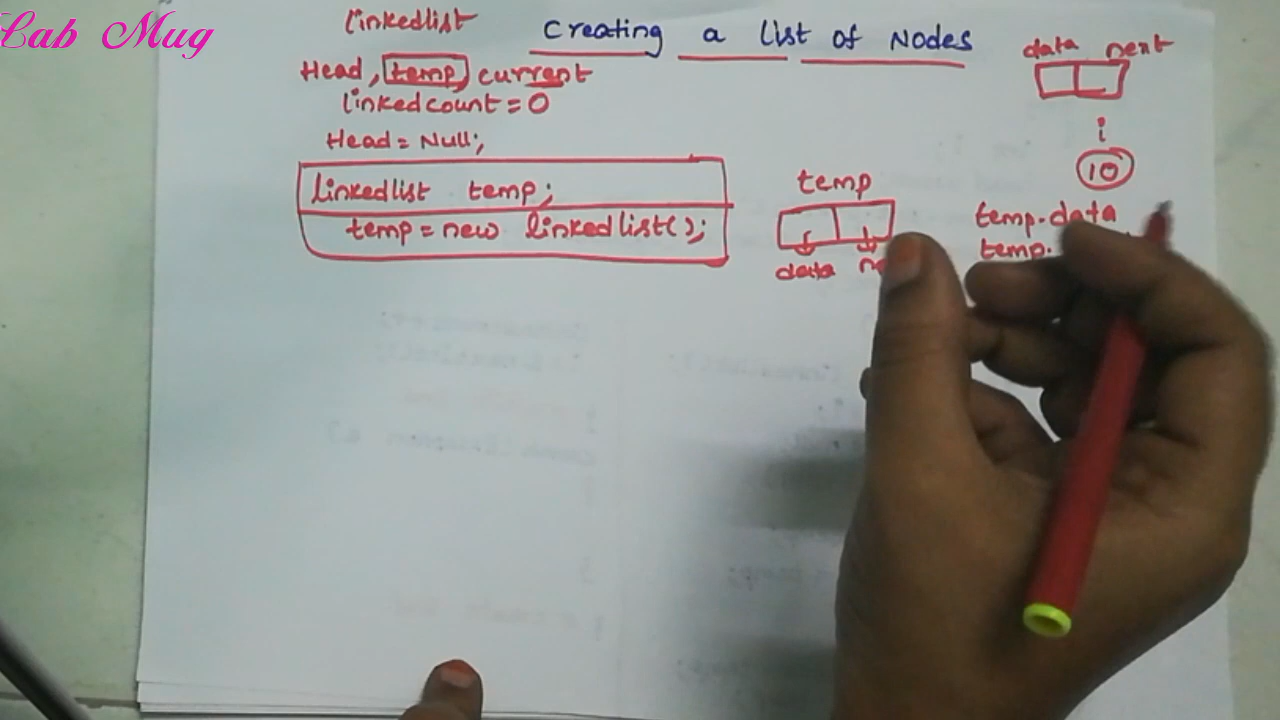 Lab Mug
Creating a List of Nodes
linkedlist
Head, temp, current
linkedcount = 0
Head = Null;
linkedlist temp;
temp = new linkedlist();
data next
i
10
temp
data
temp.data
temp.